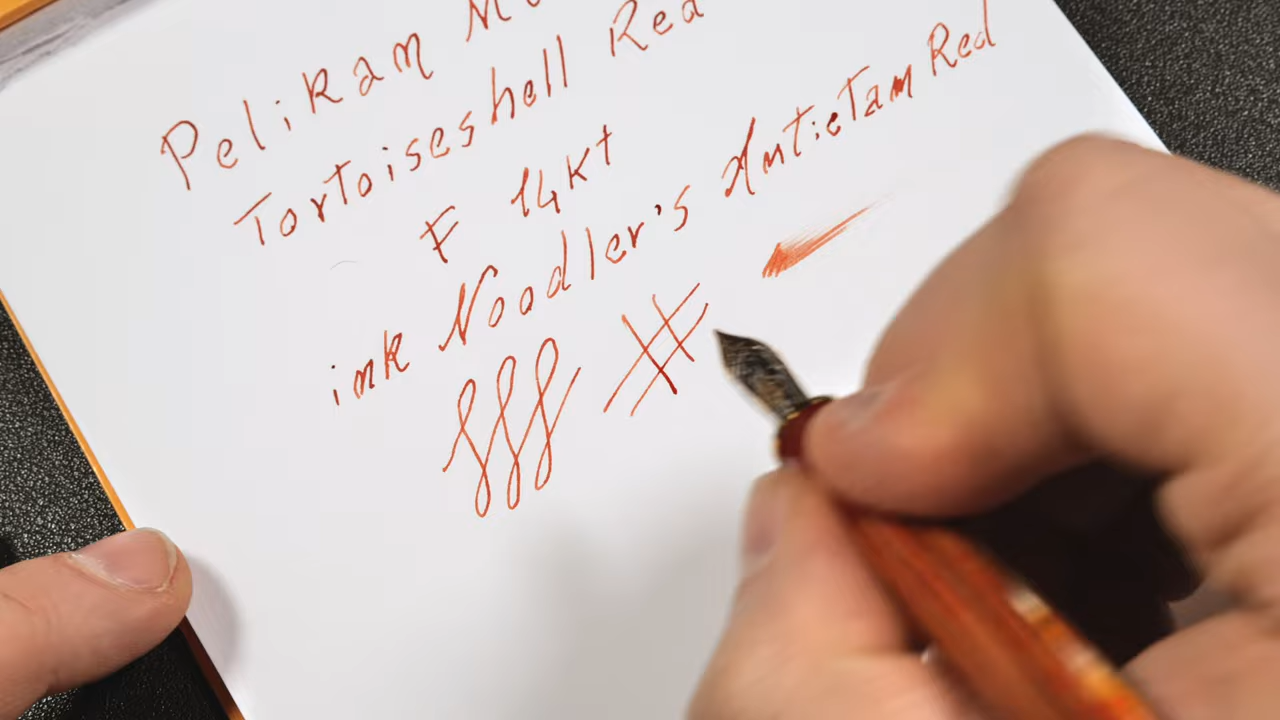 Pelikan
Tortoiseshell Red
F 14kt
ink Noodler's Antietam Red